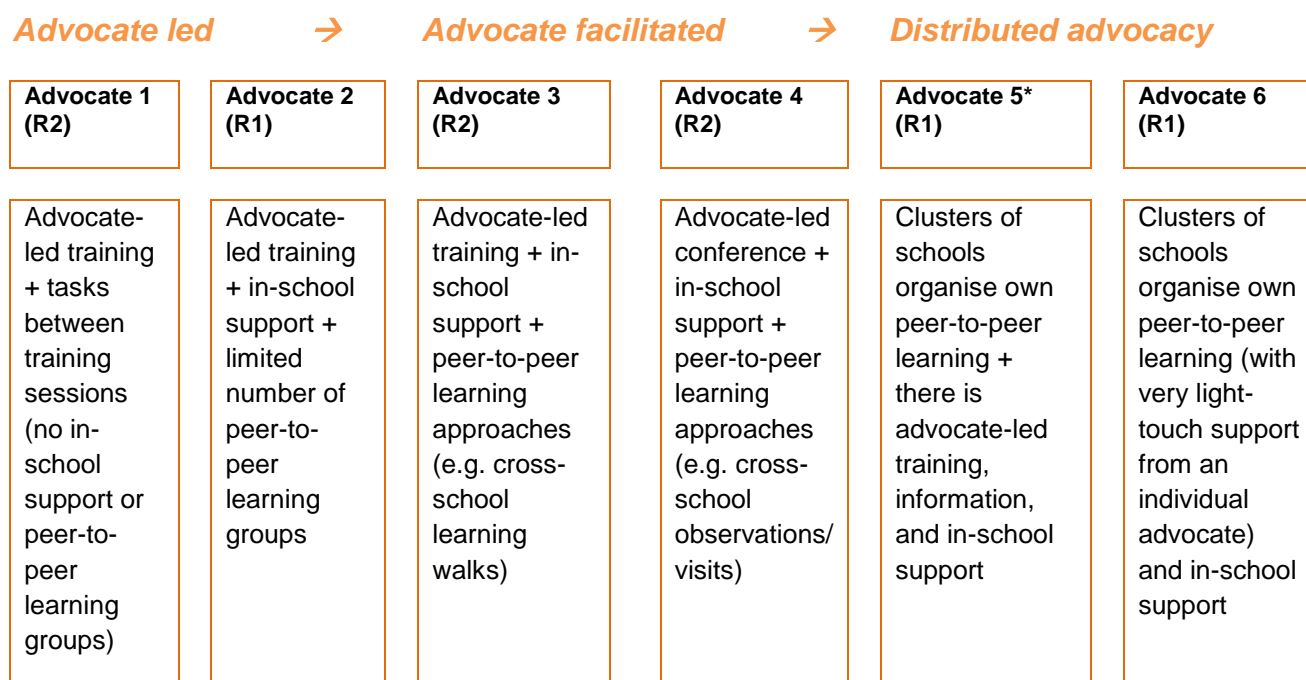 Advocate led → Advocate facilitated → Distributed advocacy
Advocate 1
(R2)
Advocate 2
(R1)
Advocate 3
(R2)
Advocate 4
(R2)
Advocate 5*
(R1)
Advocate 6
(R1)
Advocate-
led training
+ tasks
between
training
sessions
(no in-
school
support or
peer-to-
peer
learning
groups)
Advocate-
led training
+ in-school
support +
limited
number of
peer-to-
peer
learning
groups
Advocate-led
training + in-
school
support +
peer-to-peer
learning
approaches
(e.g. cross-
school
learning
walks)
Advocate-led
conference +
in-school
support +
peer-to-peer
learning
approaches
(e.g. cross-
school
observations/
visits)
Clusters of
schools
organise own
peer-to-peer
learning +
there is
advocate-led
training,
information,
and in-school
support
Clusters of
schools
organise own
peer-to-peer
learning (with
very light-
touch support
from an
individual
advocate)
and in-school
support